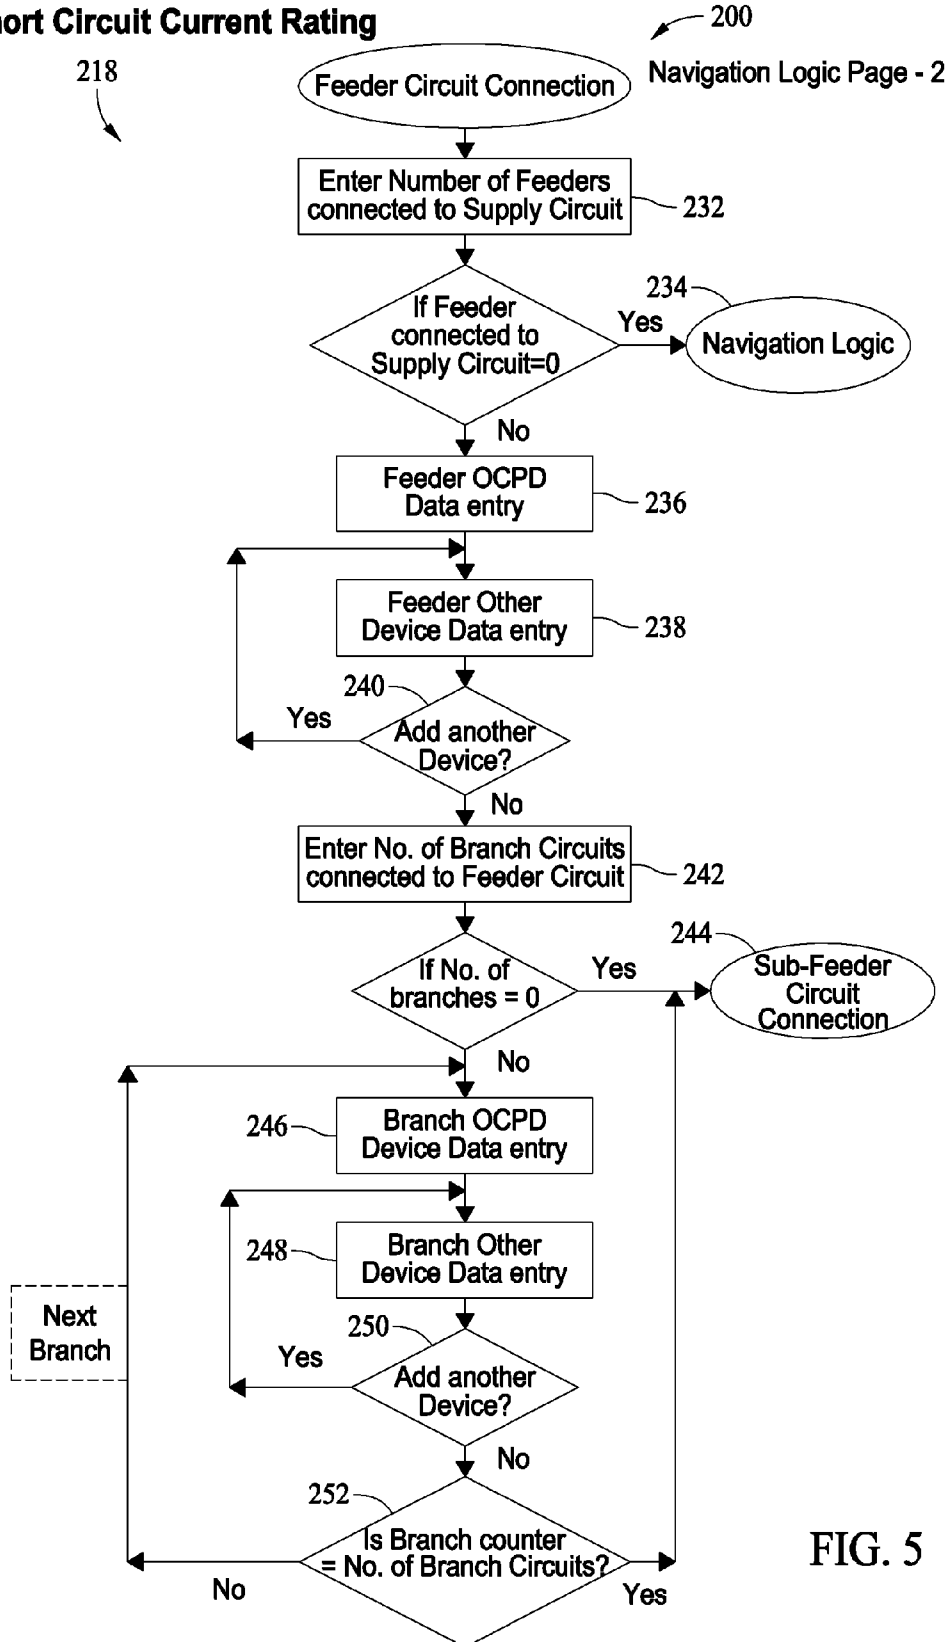 ort Circuit Current Rating
200
218
Feeder Circuit Connection
Navigation Logic Page - 2
Enter Number of Feeders
connected to Supply Circuit
232
If Feeder
connected to
Supply Circuit=0
Yes
234
Navigation Logic
No
Feeder OCPD
Data entry
236
Feeder Other
Device Data entry
238
240
Yes
Add another
Device?
No
Enter No. of Branch Circuits
connected to Feeder Circuit
242
If No. of
branches = 0
Yes
244
Sub-Feeder
Circuit
Connection
No
246
Branch OCPD
Device Data entry
248
Branch Other
Device Data entry
Next
Branch
250
Yes
Add another
Device?
No
252
Is Branch counter
= No. of Branch Circuits?
No
Yes
FIG. 5